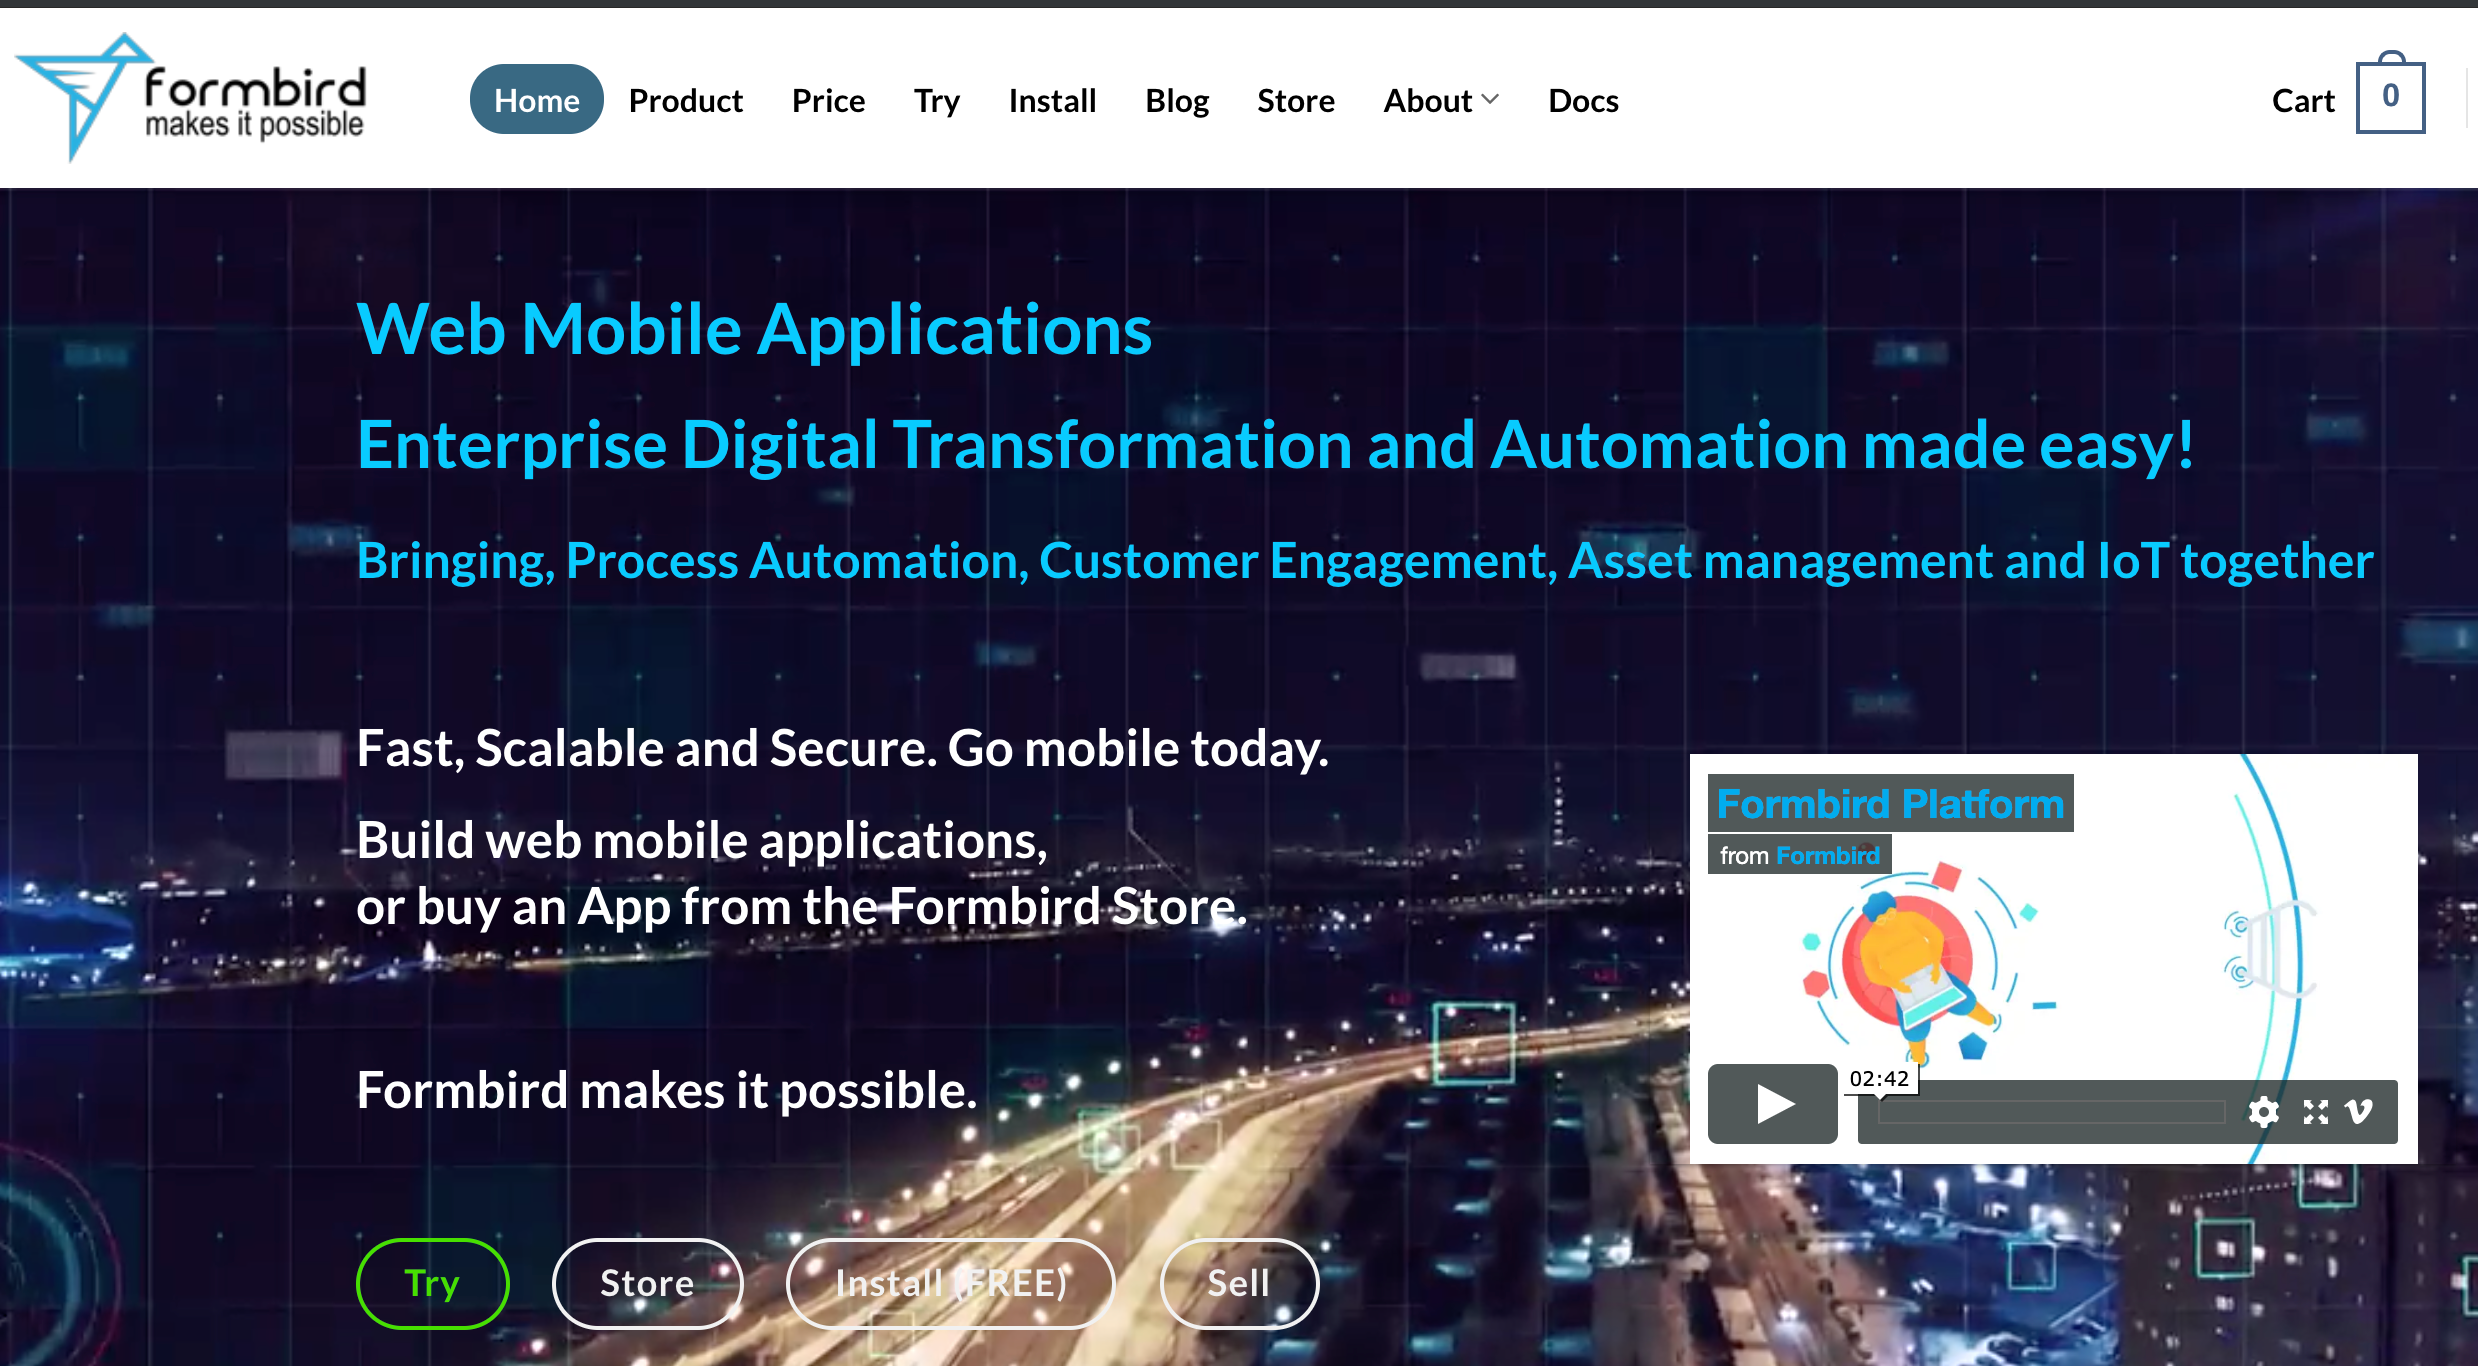 formbird
makes it possible
Home Product Price Try Install Blog Store About Docs
Cart 0
Web Mobile Applications
Enterprise Digital Transformation and Automation made easy!
Bringing, Process Automation, Customer Engagement, Asset management and IoT together
Fast, Scalable and Secure. Go mobile today.
Build web mobile applications,
or buy an App from the Formbird Store.
Formbird makes it possible.
Formbird Platform
from Formbird
02:42
Try Store Install (FREE) Sell